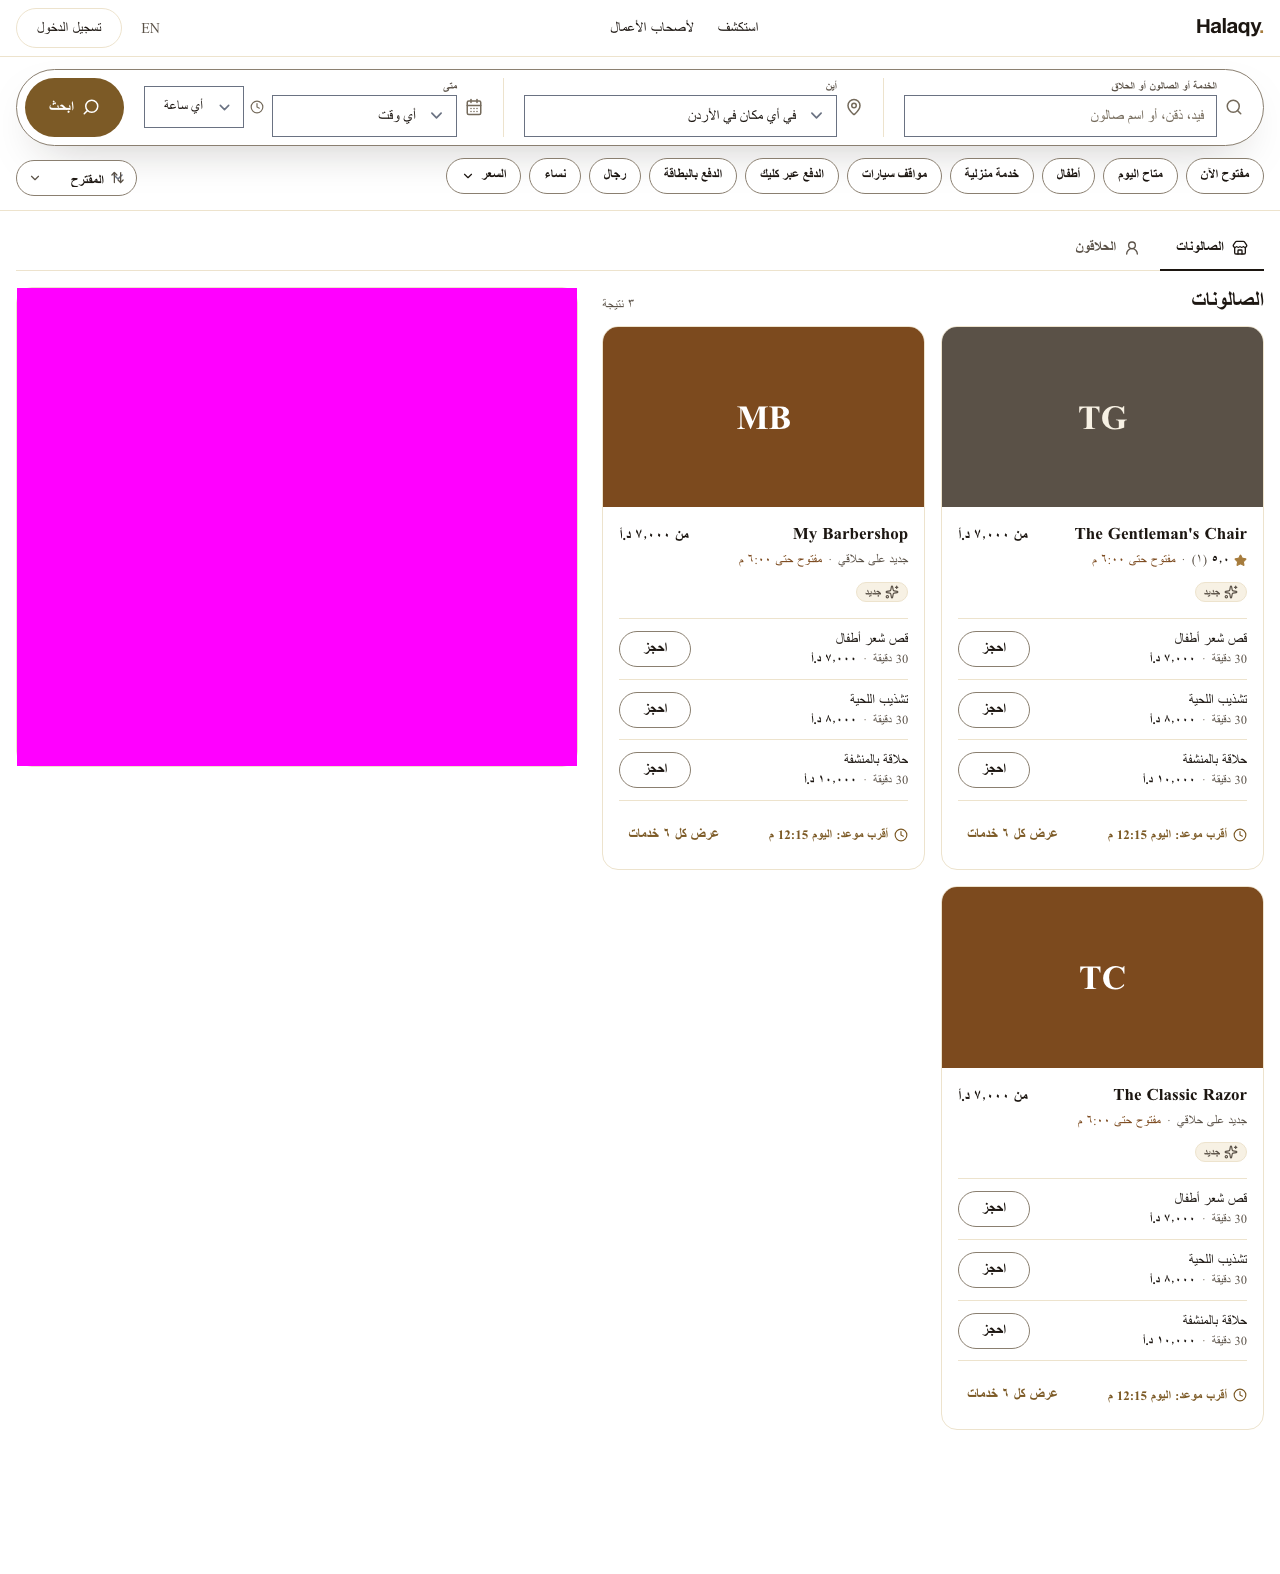 Halaqy.
استكشف
لأصحاب الأعمال
EN
تسجيل الدخول
الخدمة أو الصالون أو الحلاق
فيد، ذقن، أو اسم صالون
أين
في أي مكان في الأردن
متى
أي وقت
أي ساعة
ابحث
مفتوح الآن
متاح اليوم
أطفال
خدمة منزلية
مواقف سيارات
الدفع عبر كليك
الدفع بالبطاقة
رجال
نساء
السعر
المقترح
الصالونات
الحلاقون
الصالونات
٣ نتيجة
TG
The Gentleman's Chair
من ٧٫٠٠٠ د.أ
٥٫٠ (١) · مفتوح حتى ٦:٠٠ م
جديد
قص شعر أطفال
30 دقيقة · ٧٫٠٠٠ د.أ
احجز
تشذيب اللحية
30 دقيقة · ٨٫٠٠٠ د.أ
احجز
حلاقة بالمنشفة
30 دقيقة · ١٠٫٠٠٠ د.أ
احجز
أقرب موعد: اليوم 12:15 م
عرض كل ٦ خدمات
MB
My Barbershop
من ٧٫٠٠٠ د.أ
جديد على حلاقي · مفتوح حتى ٦:٠٠ م
جديد
قص شعر أطفال
30 دقيقة · ٧٫٠٠٠ د.أ
احجز
تشذيب اللحية
30 دقيقة · ٨٫٠٠٠ د.أ
احجز
حلاقة بالمنشفة
30 دقيقة · ١٠٫٠٠٠ د.أ
احجز
أقرب موعد: اليوم 12:15 م
عرض كل ٦ خدمات
TC
The Classic Razor
من ٧٫٠٠٠ د.أ
جديد على حلاقي · مفتوح حتى ٦:٠٠ م
جديد
قص شعر أطفال
30 دقيقة · ٧٫٠٠٠ د.أ
احجز
تشذيب اللحية
30 دقيقة · ٨٫٠٠٠ د.أ
احجز
حلاقة بالمنشفة
30 دقيقة · ١٠٫٠٠٠ د.أ
احجز
أقرب موعد: اليوم 12:15 م
عرض كل ٦ خدمات